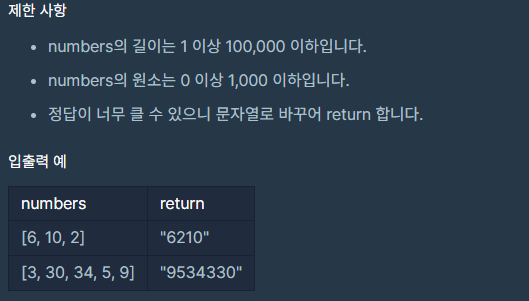 제한 사항
• numbers의 길이는 1 이상 100,000 이하입니다.
• numbers의 원소는 0 이상 1,000 이하입니다.
• 정답이 너무 클 수 있으니 문자열로 바꾸어 return 합니다.
입출력 예
numbers return
[6, 10, 2] "6210"
[3, 30, 34, 5, 9] "9534330"